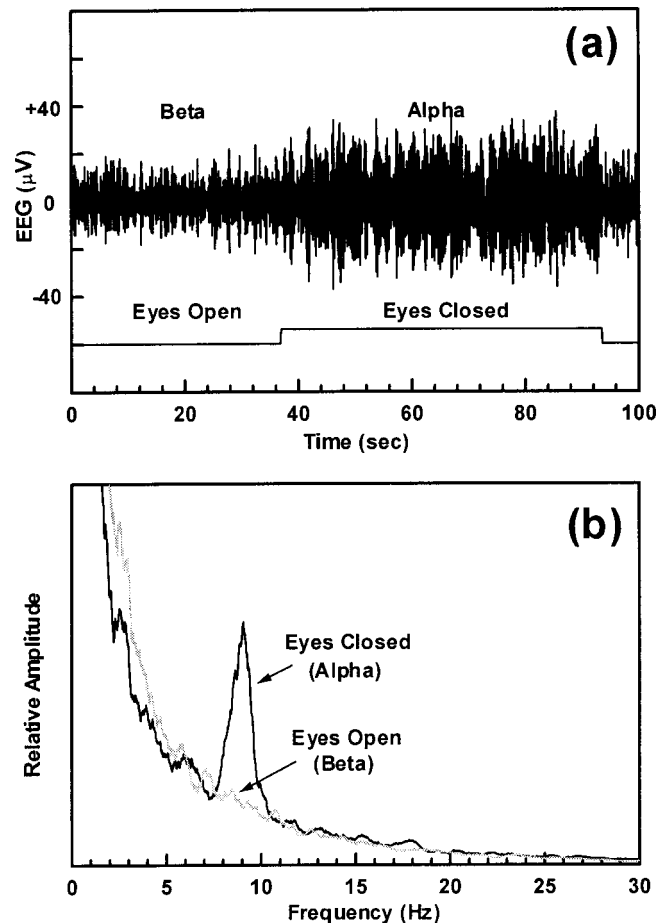 (a)
+40
0
-40
EEG (μV)
Beta
Alpha
Eyes Open
Eyes Closed
0
20
40
60
80
100
Time (sec)
(b)
Relative Amplitude
Eyes Closed
(Alpha)
Eyes Open
(Beta)
0
5
10
15
20
25
30
Frequency (Hz)